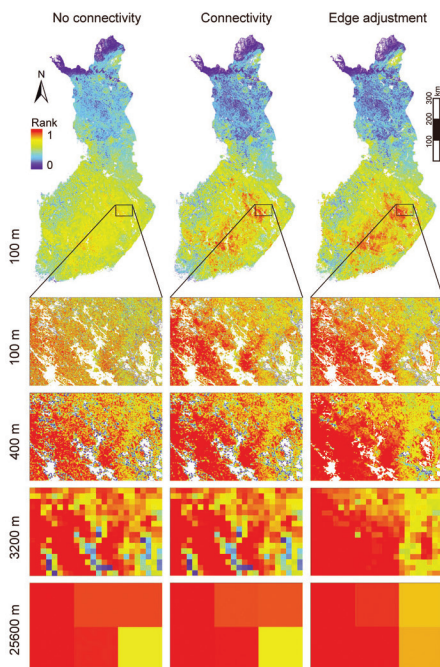 No connectivity
Connectivity
Edge adjustment
N
Rank
1
0
km
300
200
100
100 m
100 m
400 m
3200 m
25600 m